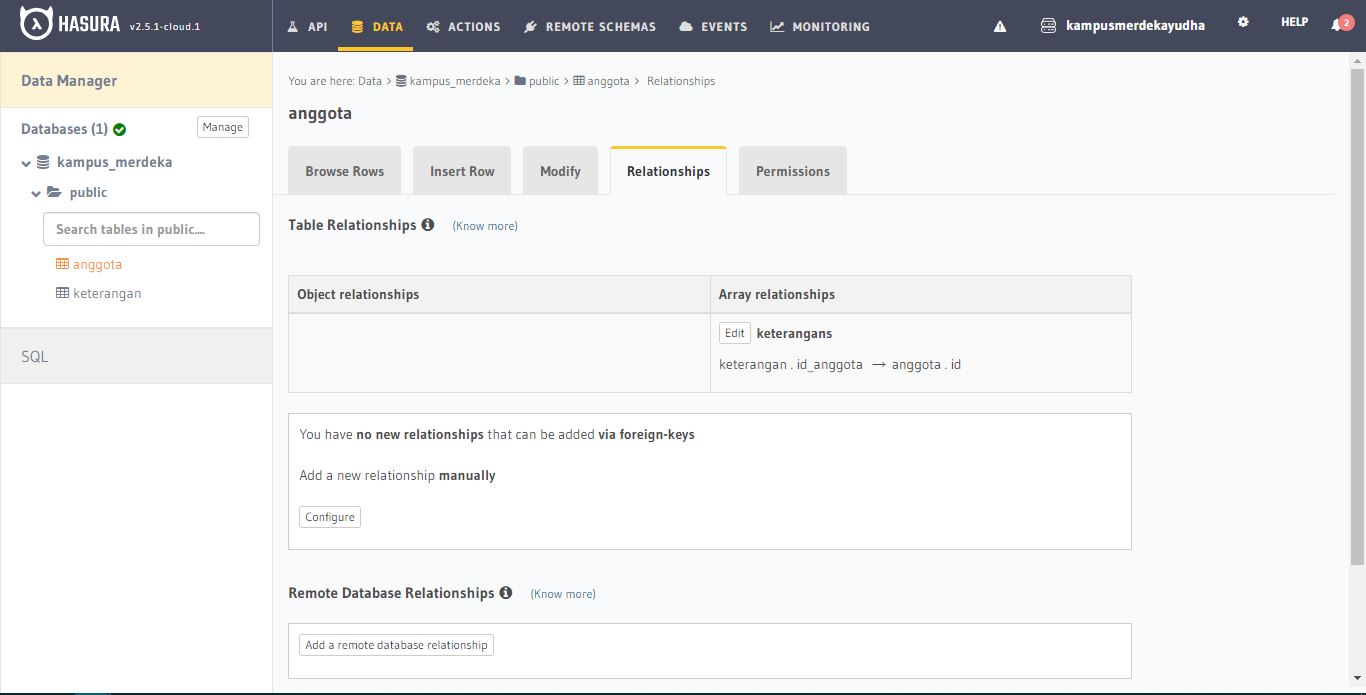 HASURA v2.5.1-cloud.1
API DATA ACTIONS REMOTE SCHEMAS EVENTS MONITORING kampusmerdekayudha HELP 2
Data Manager
Databases (1) Manage
kampus_merdeka
public
Search tables in public....
anggota
keterangan
SQL
You are here: Data > kampus_merdeka > public > anggota > Relationships
anggota
Browse Rows Insert Row Modify Relationships Permissions
Table Relationships (Know more)
Object relationships Array relationships
Edit keterangans
keterangan . id_anggota → anggota . id
You have no new relationships that can be added via foreign-keys
Add a new relationship manually
Configure
Remote Database Relationships (Know more)
Add a remote database relationship